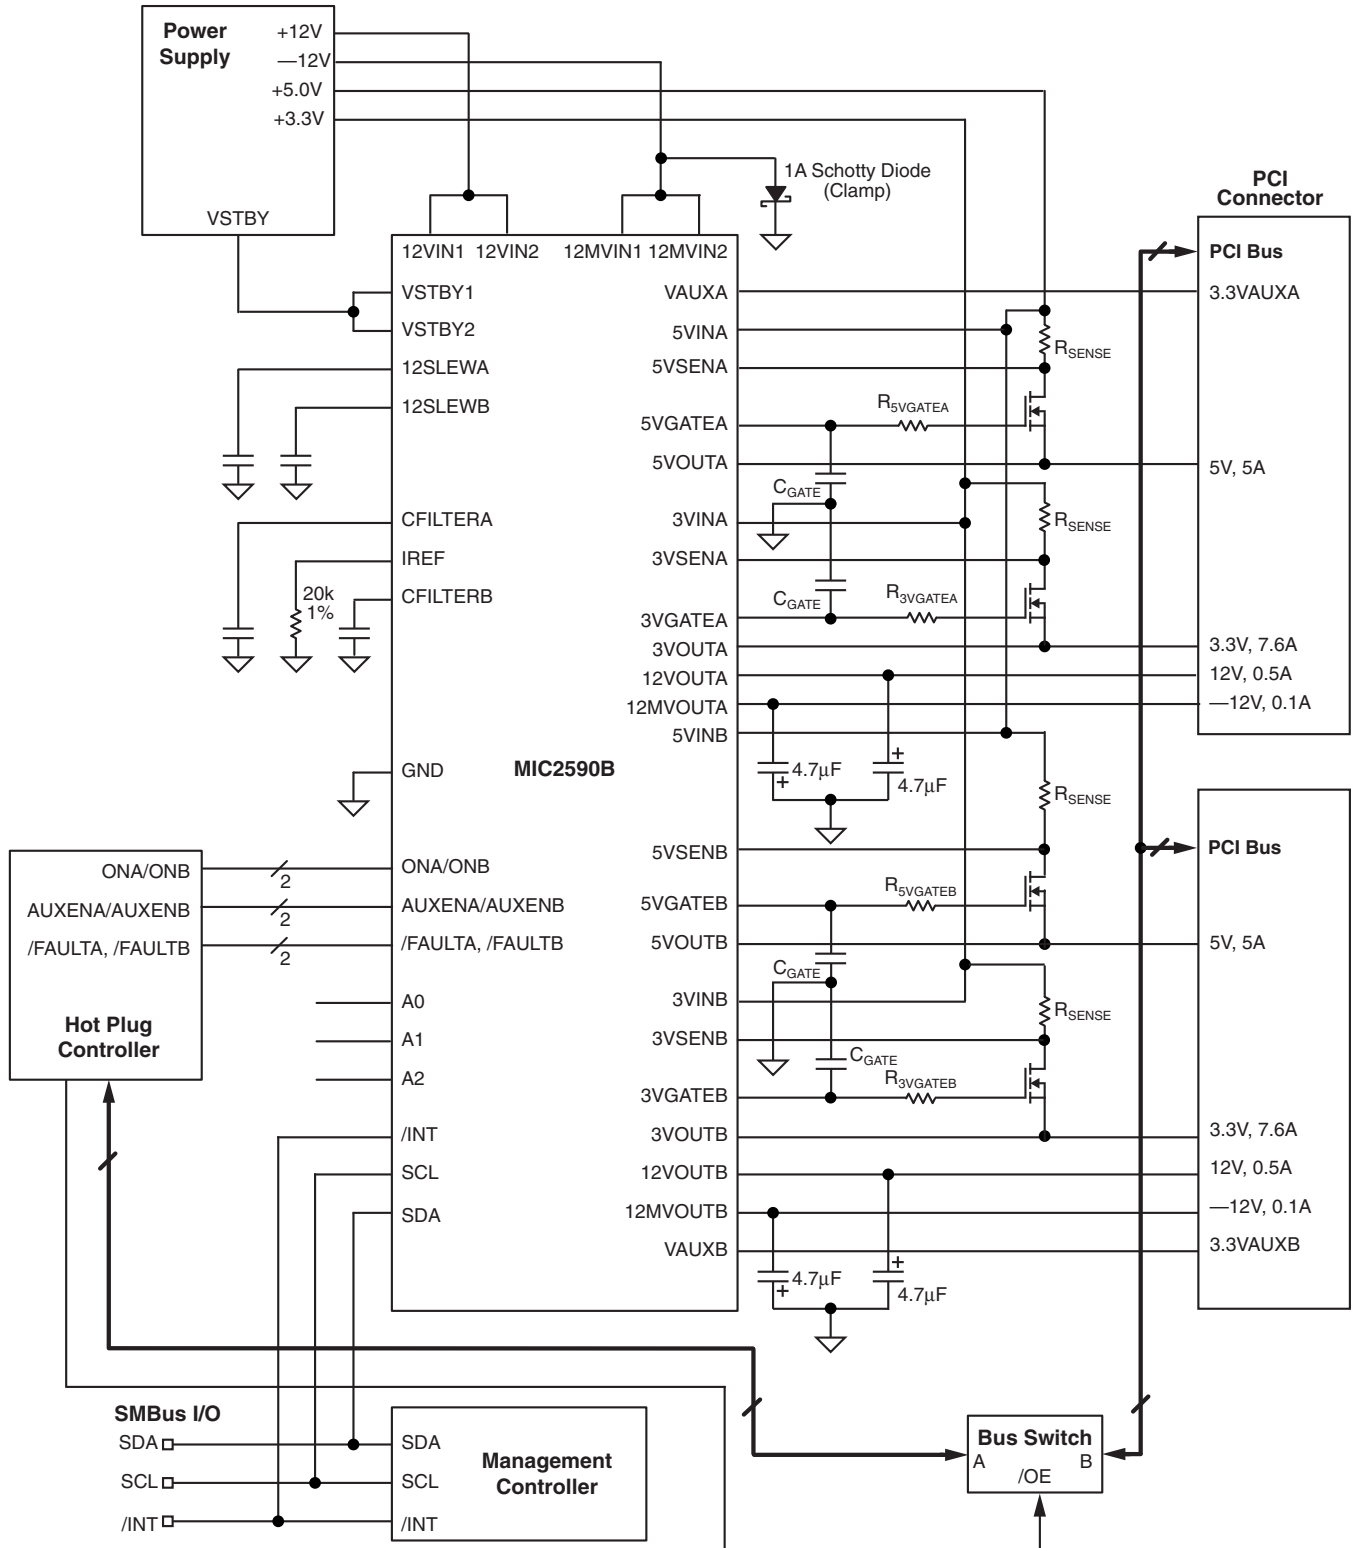 Power
Supply
+12V
—12V
+5.0V
+3.3V
VSTBY
1A Schotty Diode
(Clamp)
PCI
Connector
12VIN1 12VIN2 12MVIN1 12MVIN2
VSTBY1
VSTBY2
12SLEWA
12SLEWB
CFILTERA
IREF
20k
1%
CFILTERB
GND
MIC2590B
VAUXA
5VINA
5VSENA
5VGATEA
5VOUTA
3VINA
3VSENA
3VGATEA
3VOUTA
12VOUTA
12MVOUTA
5VINB
RSENSE
R5VGATEA
CGATE
RSENSE
CGATE
R3VGATEA
+ 4.7µF
+ 4.7µF
RSENSE
PCI Bus
3.3VAUXA
5V, 5A
3.3V, 7.6A
12V, 0.5A
—12V, 0.1A
ONA/ONB
AUXENA/AUXENB
/FAULTA, /FAULTB
Hot Plug
Controller
2
2
2
ONA/ONB
AUXENA/AUXENB
/FAULTA, /FAULTB
A0
A1
A2
/INT
SCL
SDA
5VSENB
5VGATEB
5VOUTB
3VINB
3VSENB
3VGATEB
3VOUTB
12VOUTB
12MVOUTB
VAUXB
R5VGATEB
CGATE
RSENSE
CGATE
R3VGATEB
+ 4.7µF
+ 4.7µF
PCI Bus
5V, 5A
3.3V, 7.6A
12V, 0.5A
—12V, 0.1A
3.3VAUXB
SMBus I/O
SDA
SCL
/INT
SDA
SCL
/INT
Management
Controller
Bus Switch
A B
/OE